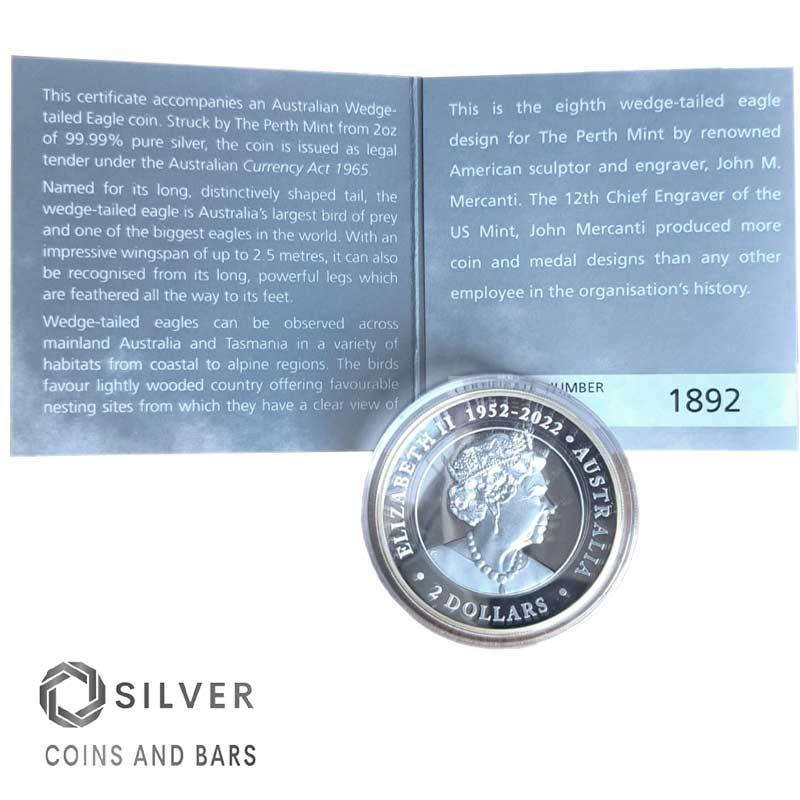 This certificate accompanies an Australian Wedge-
tailed Eagle coin. Struck by The Perth Mint from 2oz
of 99.99% pure silver, the coin is issued as legal
tender under the Australian Currency Act 1965.
Named for its long, distinctively shaped tail, the
wedge-tailed eagle is Australia's largest bird of prey
and one of the biggest eagles in the world. With an
impressive wingspan of up to 2.5 metres, it can also
be recognised from its long, powerful legs which
are feathered all the way to its feet.
Wedge-tailed eagles can be observed across
mainland Australia and Tasmania in a variety of
habitats from coastal to alpine regions. The birds
favour lightly wooded country offering favourable
nesting sites from which they have a clear view of
This is the eighth wedge-tailed eagle
design for The Perth Mint by renowned
American sculptor and engraver, John M.
Mercanti. The 12th Chief Engraver of the
US Mint, John Mercanti produced more
coin and medal designs than any other
employee in the organisation's history.
CERTIFICATE NUMBER
1892
ELIZABETH II 1952-2022 • AUSTRALIA
• 2 DOLLARS •
SILVER
COINS AND BARS